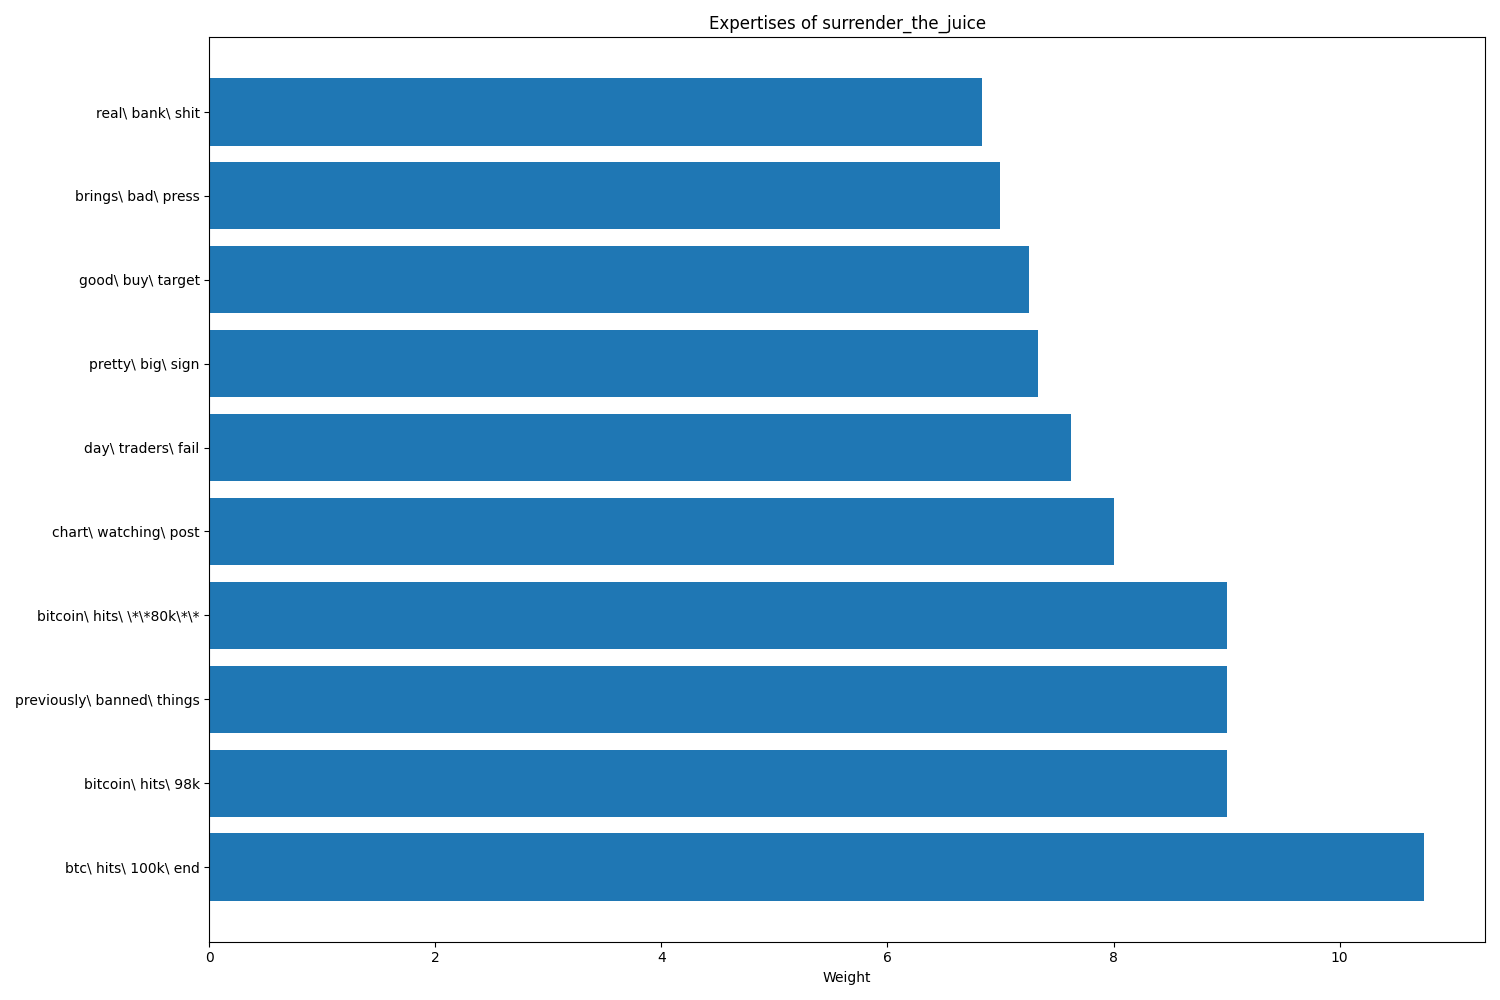 Expertises of surrender_the_juice
real\ bank\ shit
brings\ bad\ press
good\ buy\ target
pretty\ big\ sign
day\ traders\ fail
chart\ watching\ post
bitcoin\ hits\ \*\*80k\*\*
previously\ banned\ things
bitcoin\ hits\ 98k
btc\ hits\ 100k\ end
0 2 4 6 8 10
Weight